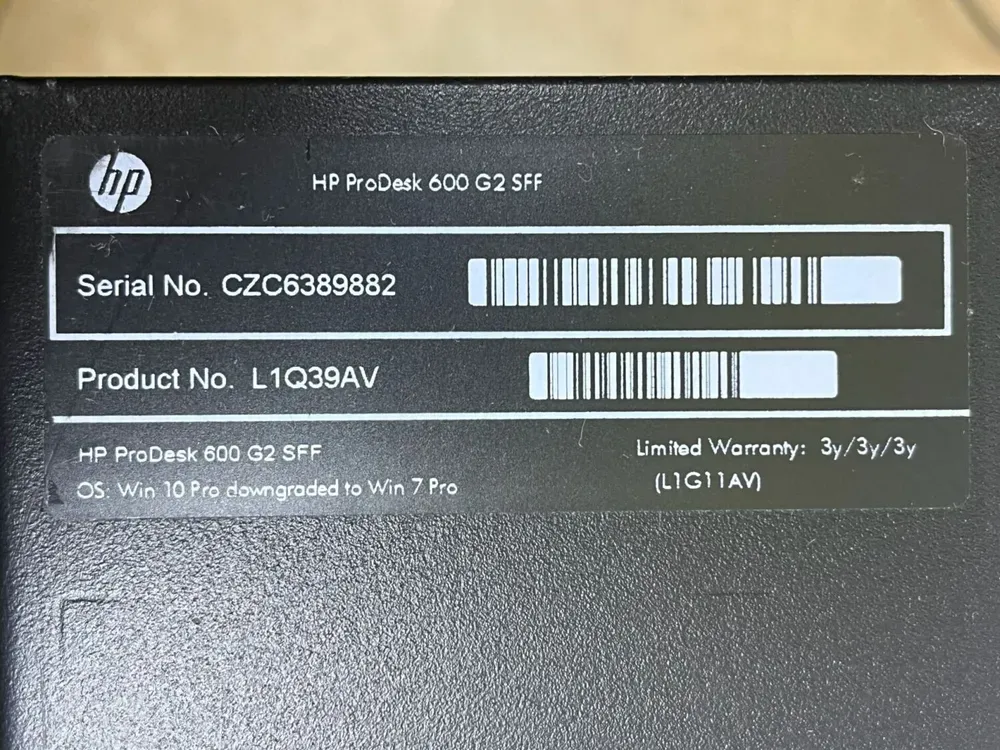 hp
HP ProDesk 600 G2 SFF
Serial No. CZC6389882
Product No. L1Q39AV
HP ProDesk 600 G2 SFF
Limited Warranty: 3y/3y/3y
OS: Win 10 Pro downgraded to Win 7 Pro
(L1G11AV)